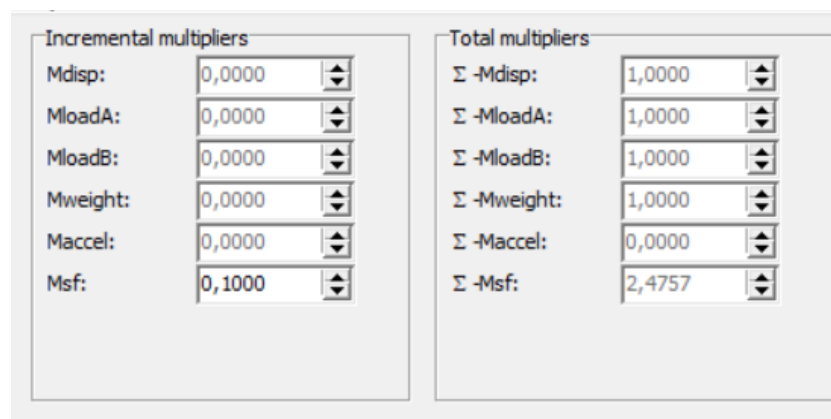 Incremental multipliers
Mdisp: 0,0000
MloadA: 0,0000
MloadB: 0,0000
Mweight: 0,0000
Maccel: 0,0000
Msf: 0,1000
Total multipliers
Σ -Mdisp: 1,0000
Σ -MloadA: 1,0000
Σ -MloadB: 1,0000
Σ -Mweight: 1,0000
Σ -Maccel: 0,0000
Σ -Msf: 2,4757